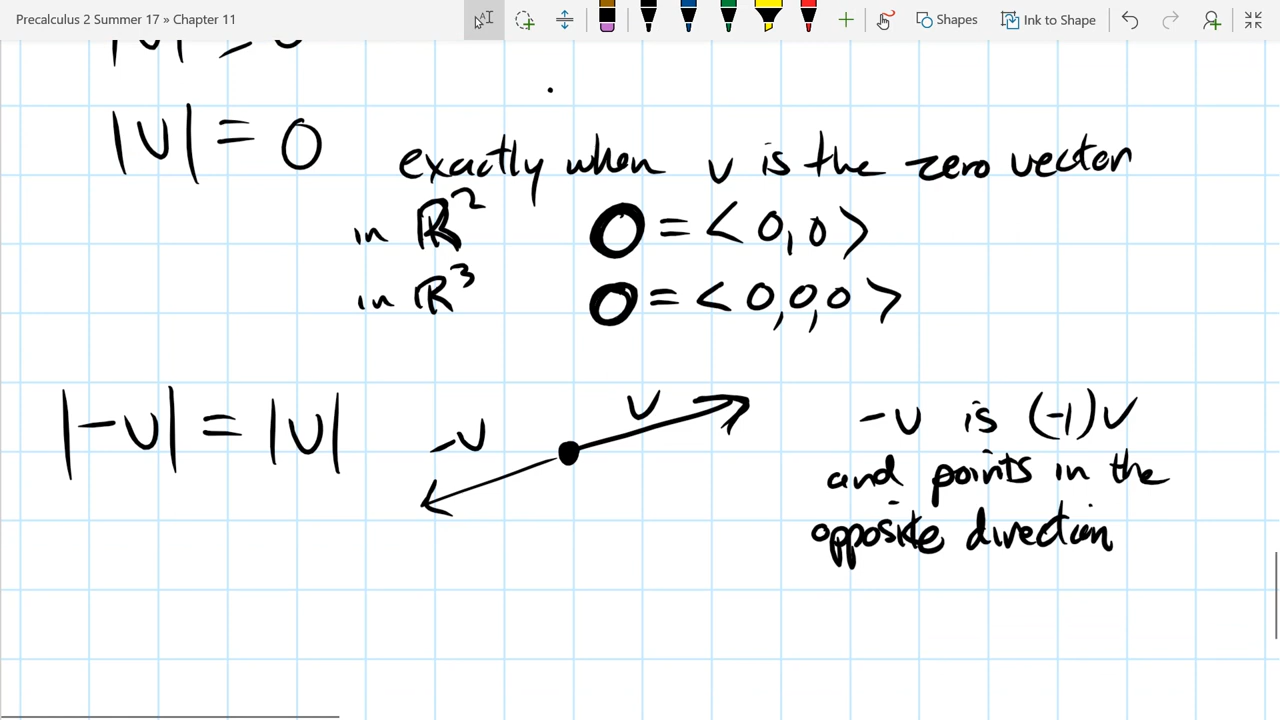 Precalculus 2 Summer 17 » Chapter 11
Shapes
Ink to Shape
|v| = 0 exactly when v is the zero vector
in ℝ² 0 = < 0, 0 >
in ℝ³ 0 = < 0, 0, 0 >
|-v| = |v|
-v
v
-v is (-1)v
and points in the
opposite direction